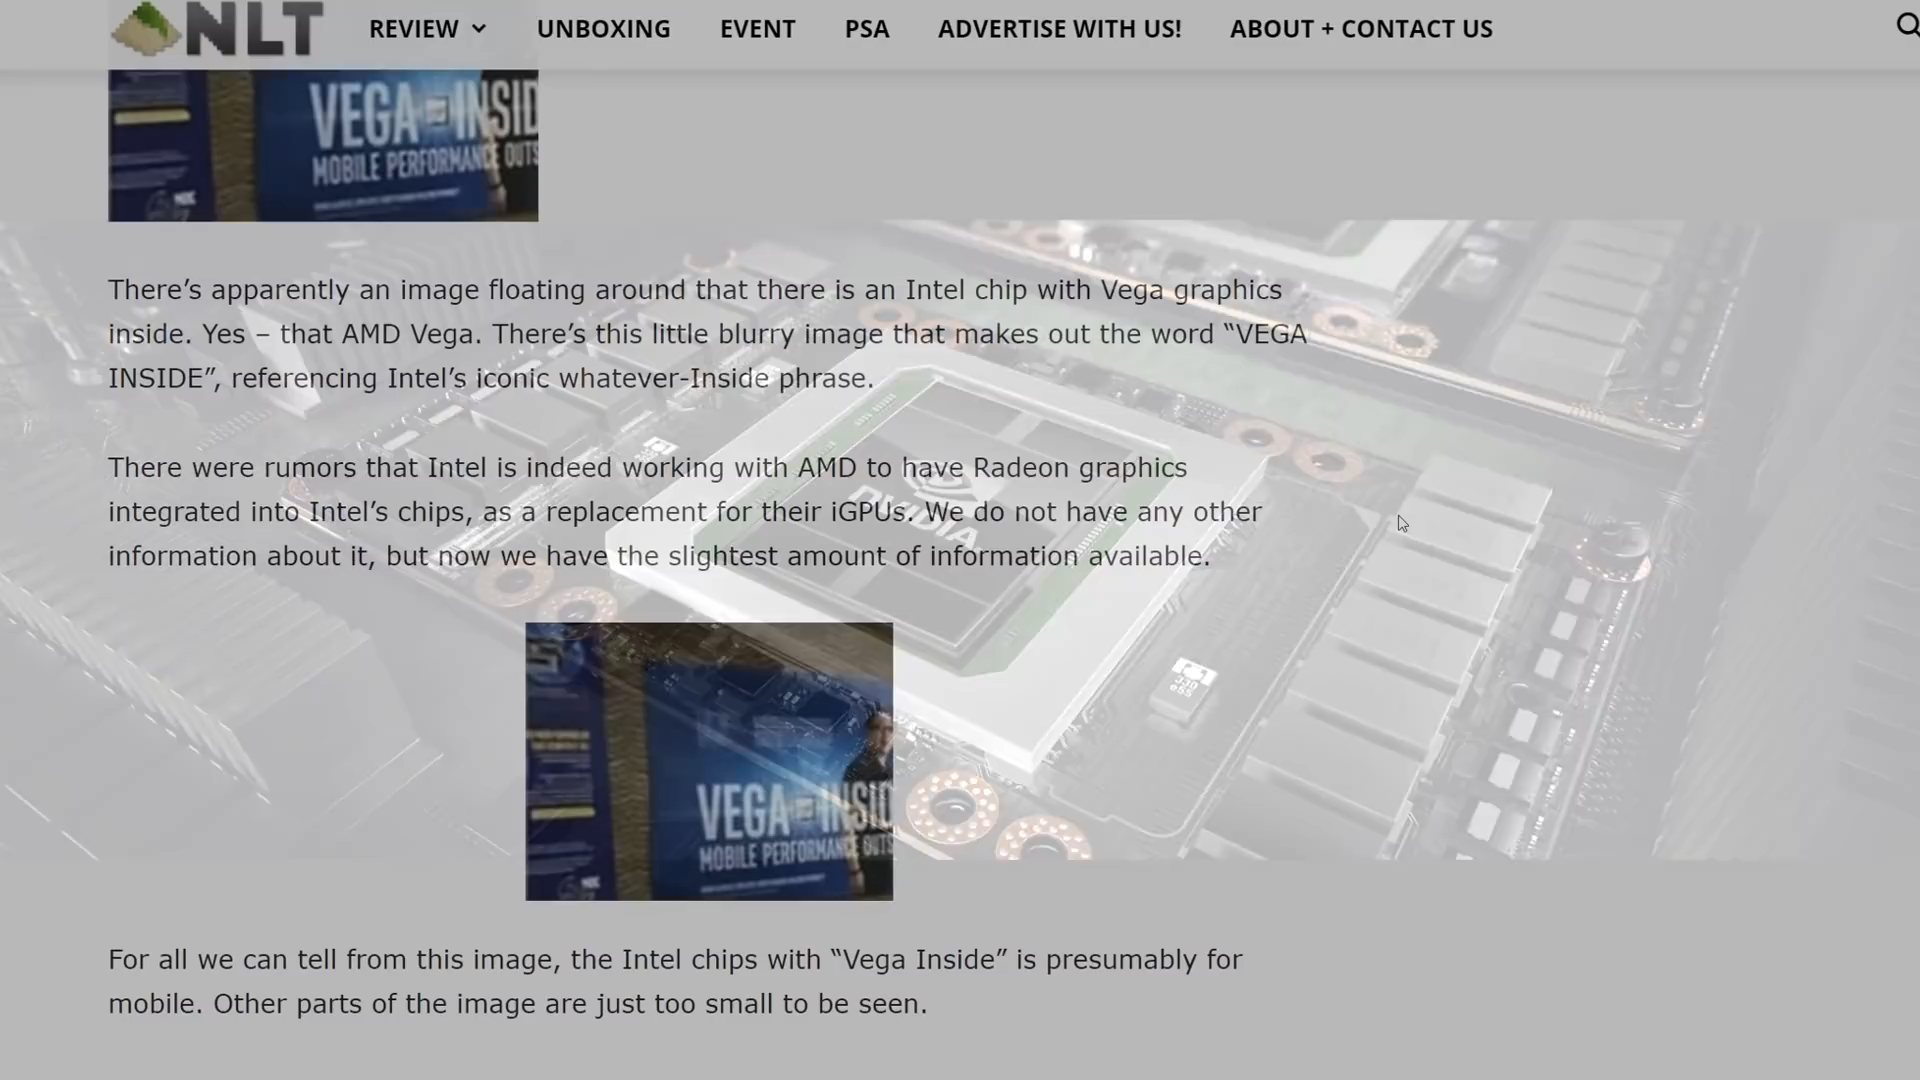 NLT
REVIEW
UNBOXING
EVENT
PSA
ADVERTISE WITH US!
ABOUT + CONTACT US
VEGA INSID
MOBILE PERFORMANCE OUTS
There’s apparently an image floating around that there is an Intel chip with Vega graphics
inside. Yes – that AMD Vega. There’s this little blurry image that makes out the word “VEGA
INSIDE”, referencing Intel’s iconic whatever-Inside phrase.
There were rumors that Intel is indeed working with AMD to have Radeon graphics
integrated into Intel’s chips, as a replacement for their iGPUs. We do not have any other
information about it, but now we have the slightest amount of information available.
NVIDIA
VEGA INSID
MOBILE PERFORMANCE OUTS
For all we can tell from this image, the Intel chips with “Vega Inside” is presumably for
mobile. Other parts of the image are just too small to be seen.